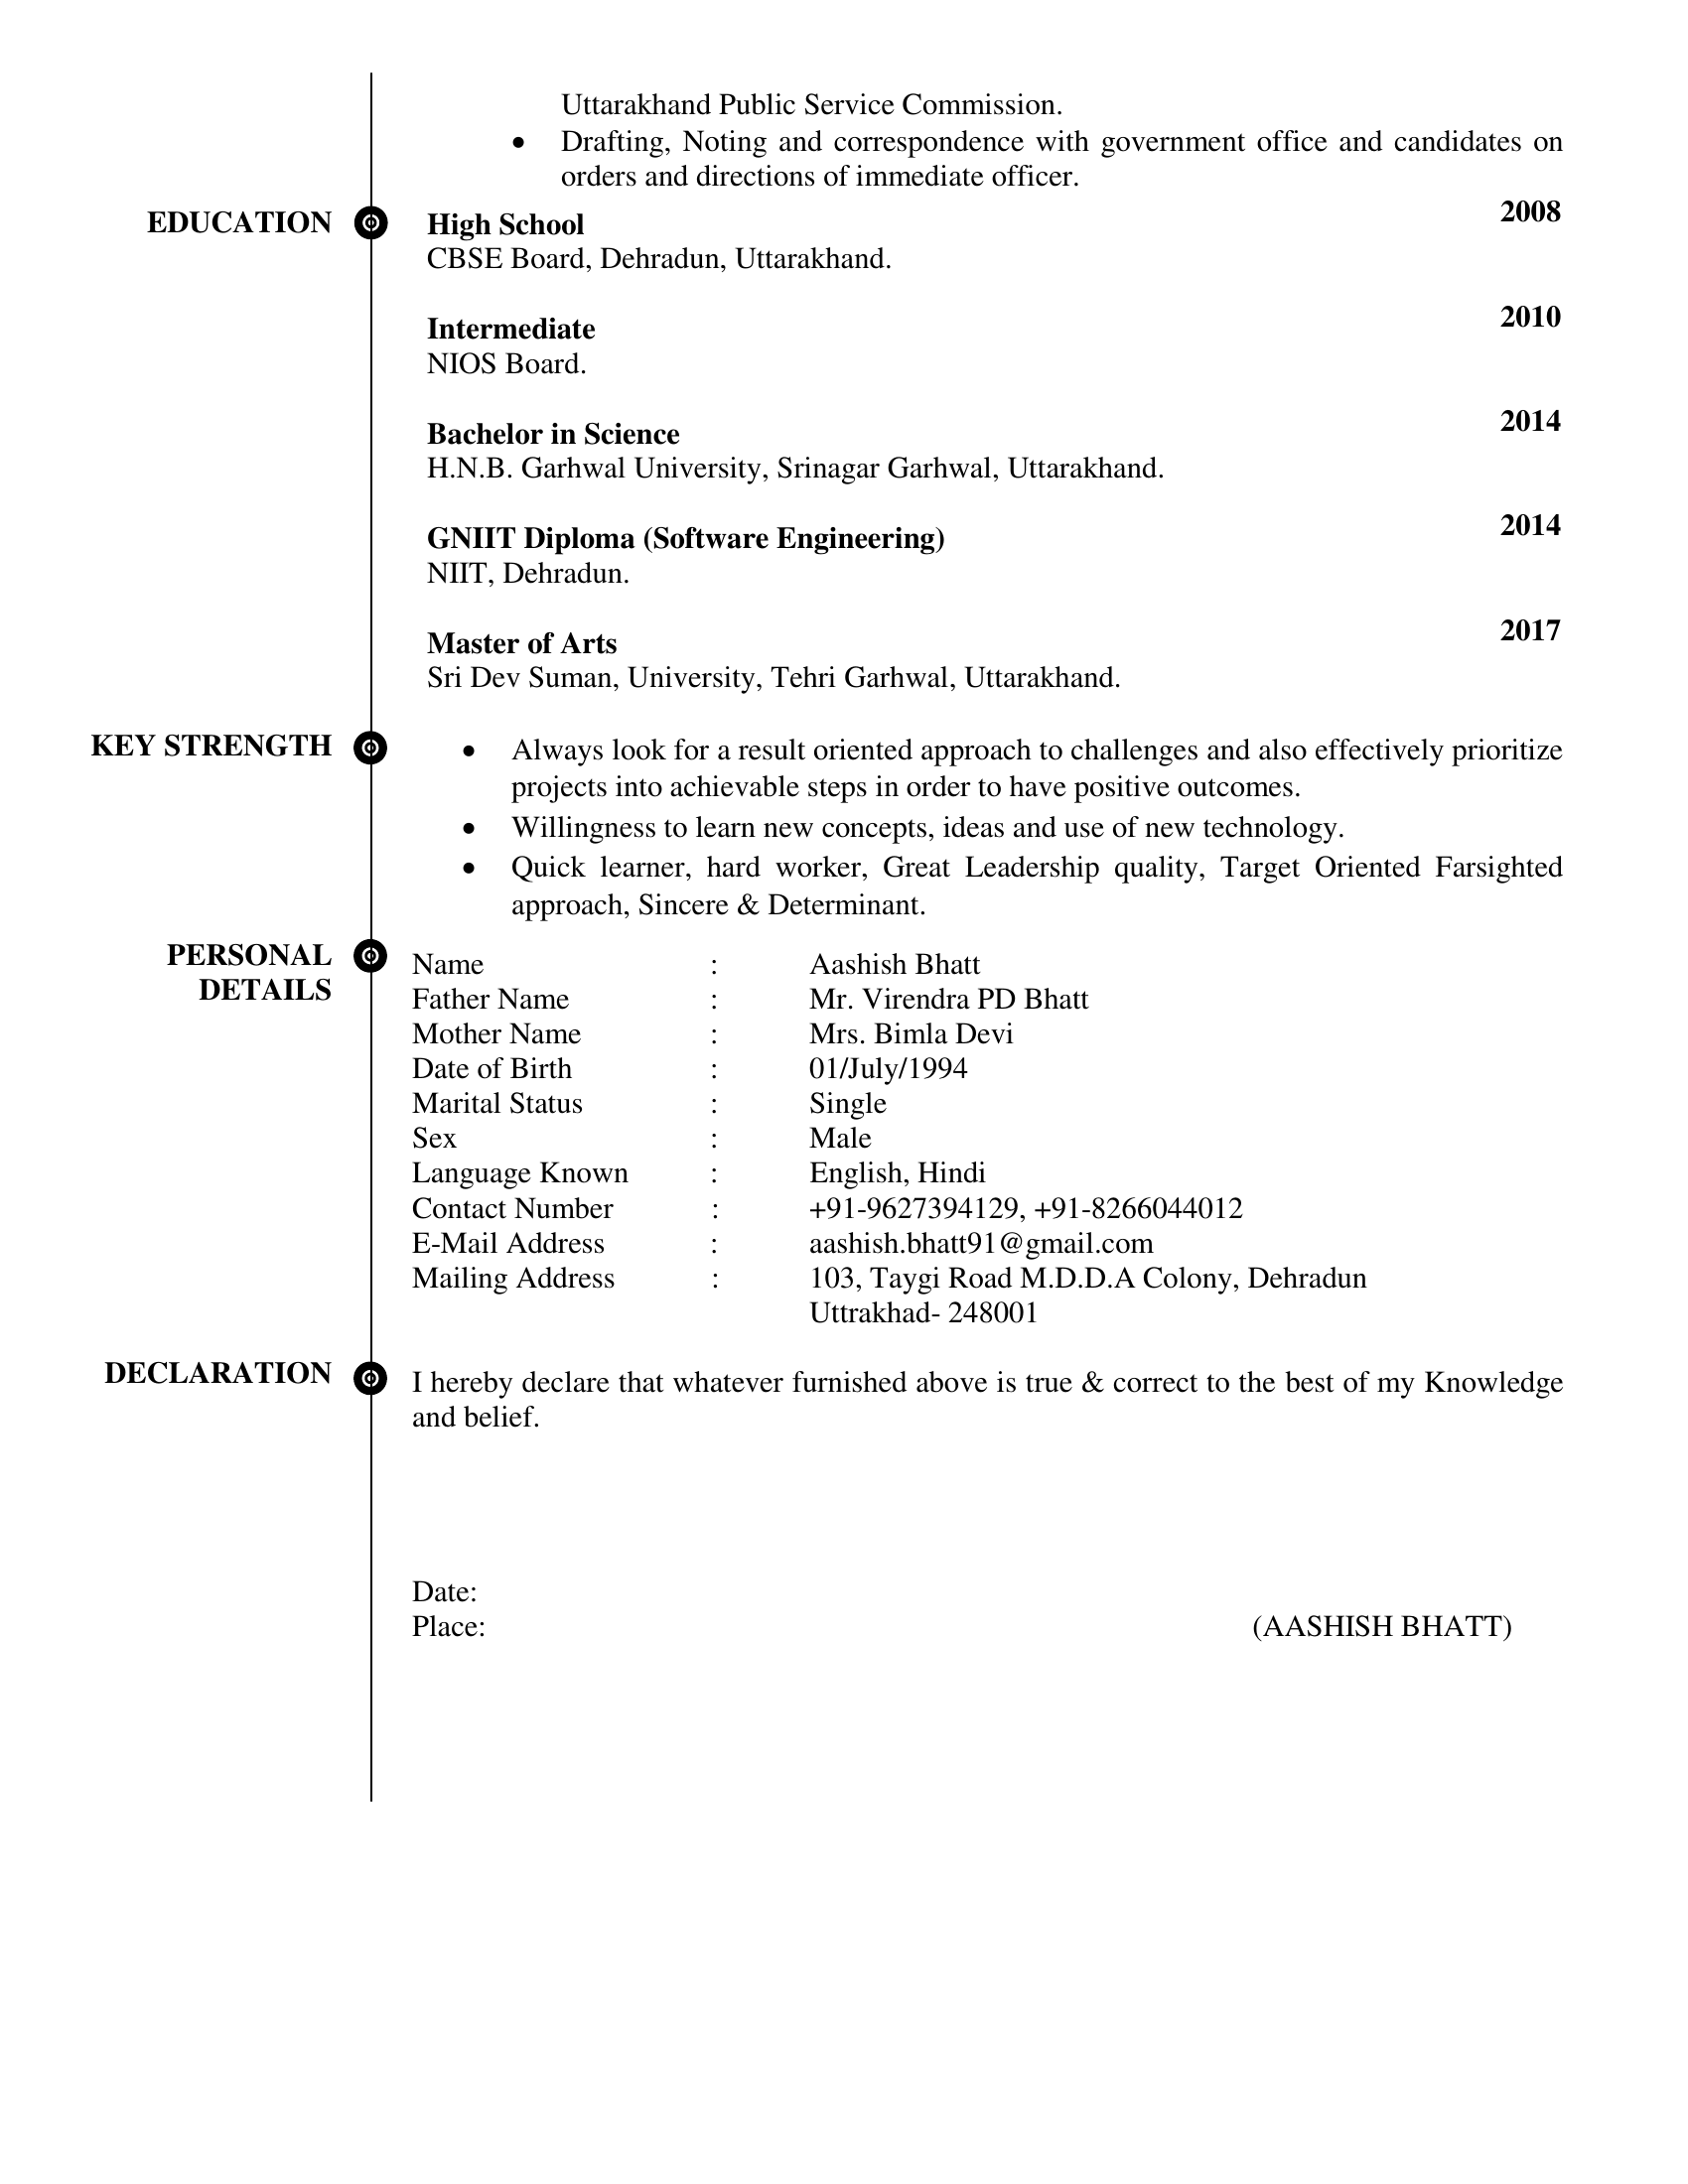 Uttarakhand Public Service Commission.
• Drafting, Noting and correspondence with government office and candidates on
orders and directions of immediate officer.
EDUCATION High School 2008
CBSE Board, Dehradun, Uttarakhand.
Intermediate 2010
NIOS Board.
Bachelor in Science 2014
H.N.B. Garhwal University, Srinagar Garhwal, Uttarakhand.
GNIIT Diploma (Software Engineering) 2014
NIIT, Dehradun.
Master of Arts 2017
Sri Dev Suman, University, Tehri Garhwal, Uttarakhand.
KEY STRENGTH • Always look for a result oriented approach to challenges and also effectively prioritize
projects into achievable steps in order to have positive outcomes.
• Willingness to learn new concepts, ideas and use of new technology.
• Quick learner, hard worker, Great Leadership quality, Target Oriented Farsighted
approach, Sincere & Determinant.
PERSONAL DETAILS
Name : Aashish Bhatt
Father Name : Mr. Virendra PD Bhatt
Mother Name : Mrs. Bimla Devi
Date of Birth : 01/July/1994
Marital Status : Single
Sex : Male
Language Known : English, Hindi
Contact Number : +91-9627394129, +91-8266044012
E-Mail Address : aashish.bhatt91@gmail.com
Mailing Address : 103, Taygi Road M.D.D.A Colony, Dehradun
Uttrakhad- 248001
DECLARATION I hereby declare that whatever furnished above is true & correct to the best of my Knowledge
and belief.
Date:
Place: (AASHISH BHATT)